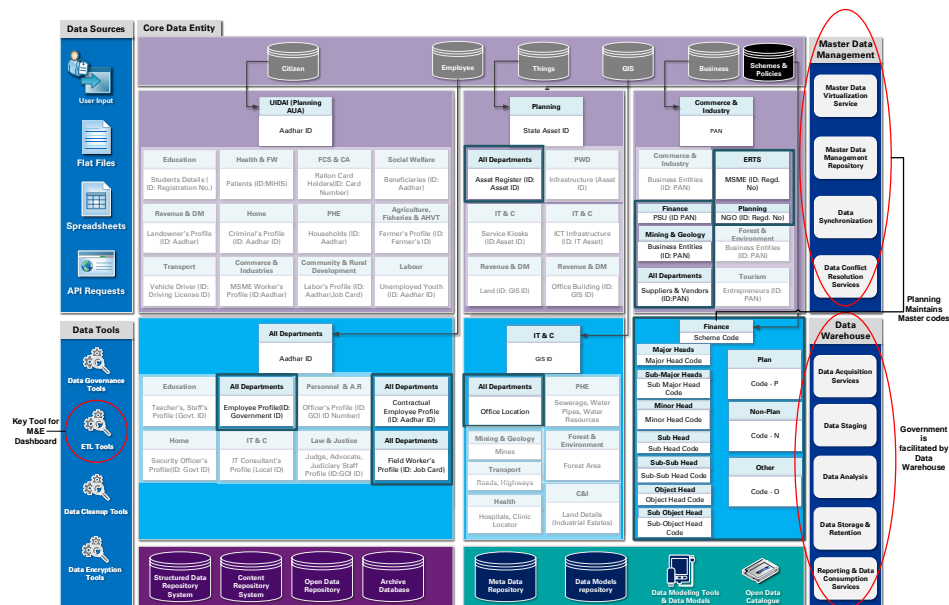 Data Sources
User Input
Flat Files
Spreadsheets
API Requests
Core Data Entity
Citizen
Employee
Things
GIS
Business
Schemes &
Policies
UIDAI (Planning
AUA)
Aadhar ID
Education
Students Details (
ID: Registration No.)
Health & FW
Patients (ID:MIHIS)
FCS & CA
Ration Card
Holders(ID: Card
Number)
Social Welfare
Beneficiaries (ID:
Aadhar)
Revenue & DM
Landowner's Profile
(ID: Aadhar)
Home
Criminal's Profile
(ID: Aadhar ID)
PHE
Households (ID:
Aadhar)
Agriculture,
Fisheries & AHVT
Farmer's Profile (ID:
Farmer's ID)
Transport
Vehicle Driver (ID:
Driving License ID)
Commerce &
Industries
MSME Worker's
Profile (ID:Aadhar)
Community & Rural
Development
Labor's Profile (ID:
Aadhar/Job Card)
Labour
Unemployed Youth
(ID: Aadhar ID)
Planning
State Asset ID
All Departments
Asset Register (ID:
Asset ID)
PWD
Infrastructure (Asset
ID)
IT & C
Service Kiosks
(ID:Asset ID)
IT & C
ICT Infrastructure
(ID: IT Asset)
Revenue & DM
Land (ID: GIS ID)
Revenue & DM
Office Building (ID:
GIS ID)
Commerce &
Industry
PAN
Commerce &
Industry
Business Entities
(ID: PAN)
ERTS
MSME (ID: Regd.
No)
Finance
PSU (ID PAN)
Planning
NGO (ID: Regd. No)
Mining & Geology
Business Entities
(ID: PAN)
Forest &
Environment
Business Entities
(ID: PAN)
All Departments
Suppliers & Vendors
(ID:PAN)
Tourism
Entrepreneurs (ID:
PAN)
Master Data
Management
Master Data
Virtualization
Service
Master Data
Management
Repository
Data
Synchronization
Data Conflict
Resolution
Services
Planning
Maintains
Master codes
Data Tools
Data Governance
Tools
ETL Tools
Data Cleanup Tools
Data Encryption
Tools
Key Tool for
M&E
Dashboard
All Departments
Aadhar ID
Education
Teacher's, Staff's
Profile (Govt. ID)
All Departments
Employee Profile(ID:
Government ID)
Personnel & A.R
Officer's Profile (ID:
GOI ID Number)
All Departments
Contractual
Employee Profile
(ID: Aadhar ID)
Home
Security Officer's
Profile(ID: Govt ID)
IT & C
IT Consultant's
Profile (Local ID)
Law & Justice
Judge, Advocate,
Judiciary Staff
Profile (ID:GOI ID)
All Departments
Field Worker's
Profile (ID: Job Card)
IT & C
GIS ID
All Departments
Office Location
PHE
Sewerage, Water
Pipes, Water
Resources
Mining & Geology
Mines
Forest &
Environment
Forest Area
Transport
Roads, Highways
Health
Hospitals, Clinic
Locator
C&I
Land Details
(Industrial Estates)
Finance
Scheme Code
Major Heads
Major Head Code
Sub-Major Heads
Sub Major Head
Code
Minor Head
Minor Head Code
Sub Head
Sub Head Code
Sub-Sub Head
Sub-Sub Head Code
Object Head
Object Head Code
Sub Object Head
Sub-Object Head
Code
Plan
Code - P
Non-Plan
Code - N
Other
Code - O
Data
Warehouse
Data Acquisition
Services
Data Staging
Data Analysis
Data Storage &
Retention
Reporting & Data
Consumption
Services
Government
is
facilitated by
Data
Warehouse
Structured Data
Repository
System
Content
Repository
System
Open Data
Repository
Archive
Database
Meta Data
Repository
Data Models
repository
Data Modeling Tools
& Data Modals
Open Data
Catalogue